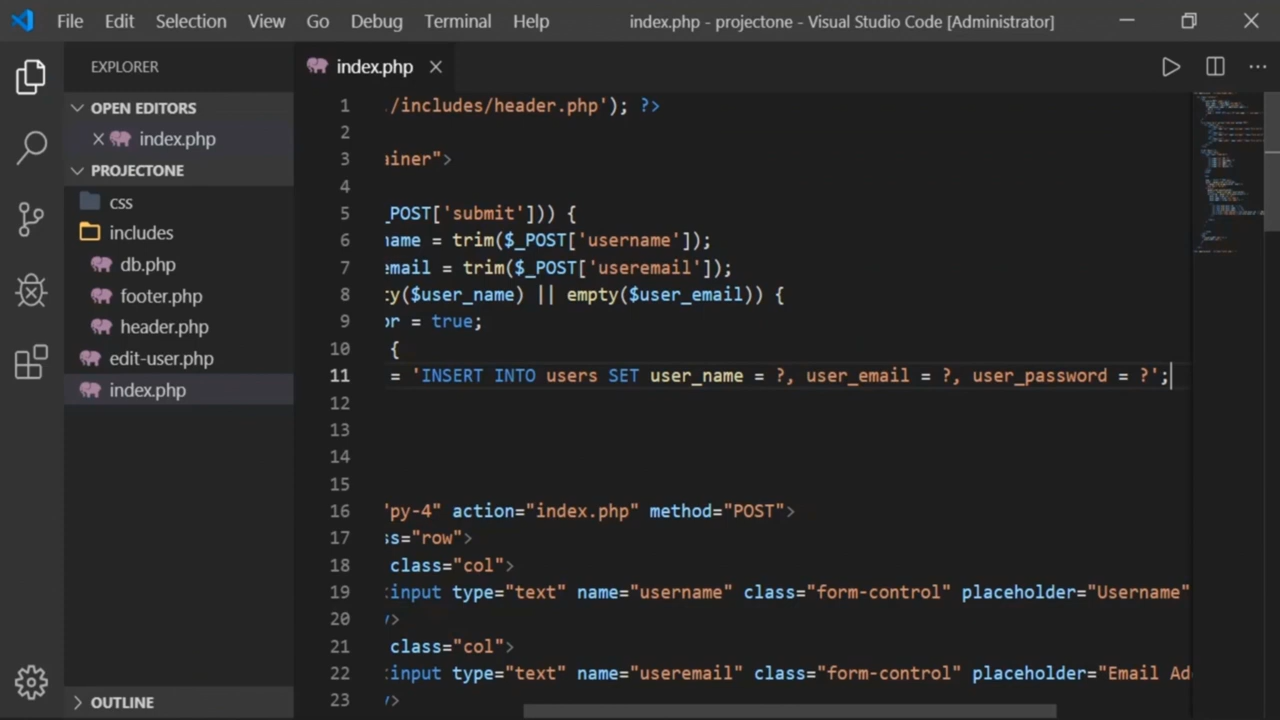 File Edit Selection View Go Debug Terminal Help index.php - projectone - Visual Studio Code [Administrator]
EXPLORER
index.php
OPEN EDITORS
index.php
PROJECTONE
css
includes
db.php
footer.php
header.php
edit-user.php
index.php
OUTLINE
1 ./includes/header.php'); ?>
2
3 ainer">
4
5 _POST['submit'])) {
6 name = trim($_POST['username']);
7 email = trim($_POST['useremail']);
8 ty($user_name) || empty($user_email)) {
9 or = true;
10 {
11 = 'INSERT INTO users SET user_name = ?, user_email = ?, user_password = ?';
12
13
14
15
16 "py-4" action="index.php" method="POST">
17 ss="row">
18 class="col">
19 <input type="text" name="username" class="form-control" placeholder="Username"
20 v>
21 class="col">
22 <input type="text" name="useremail" class="form-control" placeholder="Email Ad
23 v>